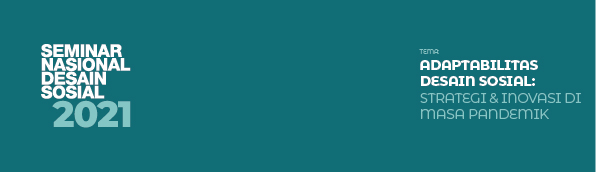 SEMINAR
NASIONAL
DESAIN
SOSIAL
2021
TEMA:
ADAPTABILITAS
DESAIN SOSIAL:
STRATEGI & INOVASI DI
MASA PANDEMIK